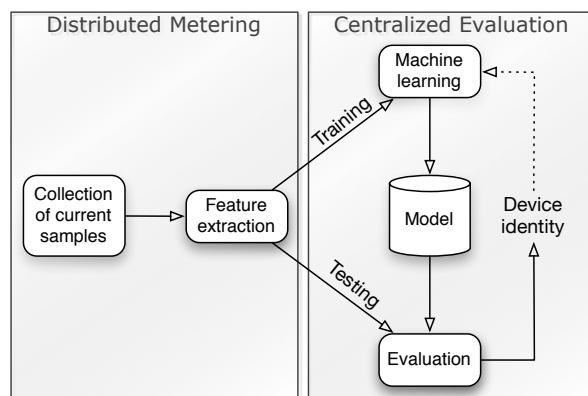 Distributed Metering
Centralized Evaluation
Machine
learning
Training
Collection
of current
samples
Feature
extraction
Model
Device
identity
Testing
Evaluation